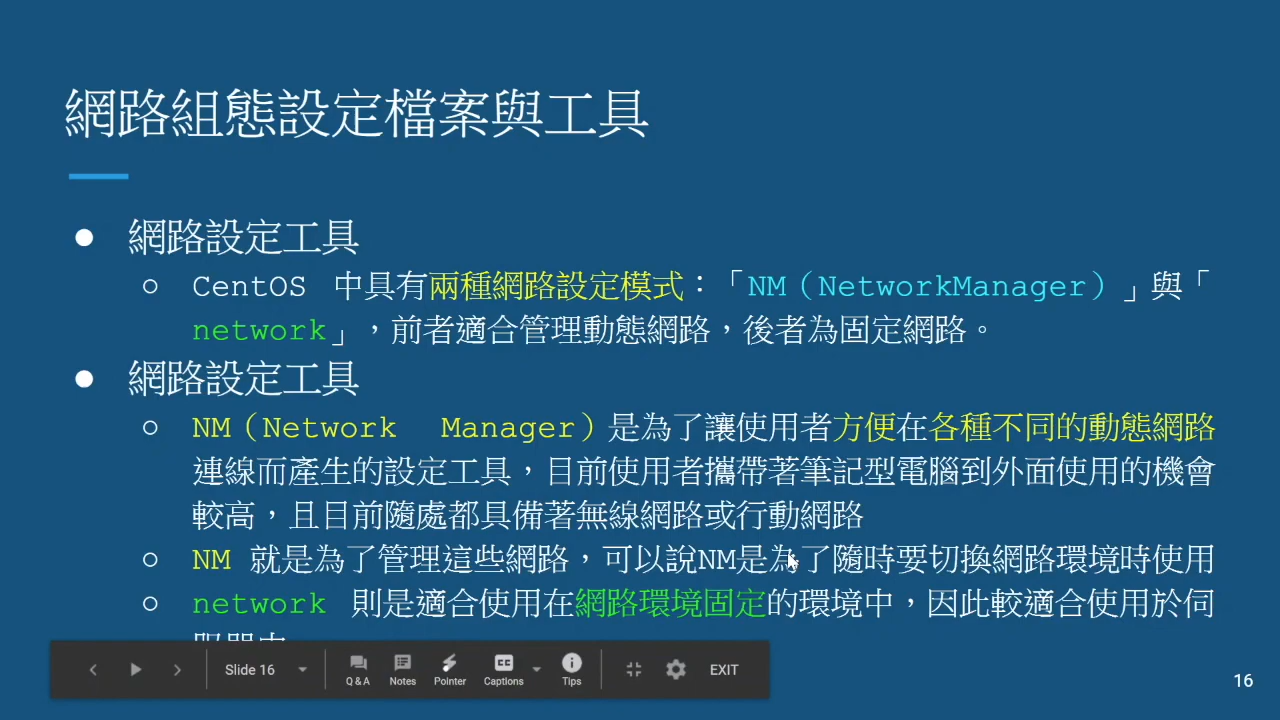 網路組態設定檔案與工具
● 網路設定工具
○ CentOS 中具有兩種網路設定模式：「NM（NetworkManager）」與「
network」，前者適合管理動態網路，後者為固定網路。
● 網路設定工具
○ NM（Network Manager）是為了讓使用者方便在各種不同的動態網路
連線而產生的設定工具，目前使用者攜帶著筆記型電腦到外面使用的機會
較高，且目前隨處都具備著無線網路或行動網路
○ NM 就是為了管理這些網路，可以說NM是為了隨時要切換網路環境時使用
○ network 則是適合使用在網路環境固定的環境中，因此較適合使用於伺
Slide 16
Q & A
Notes
Pointer
Captions
Tips
EXIT
16